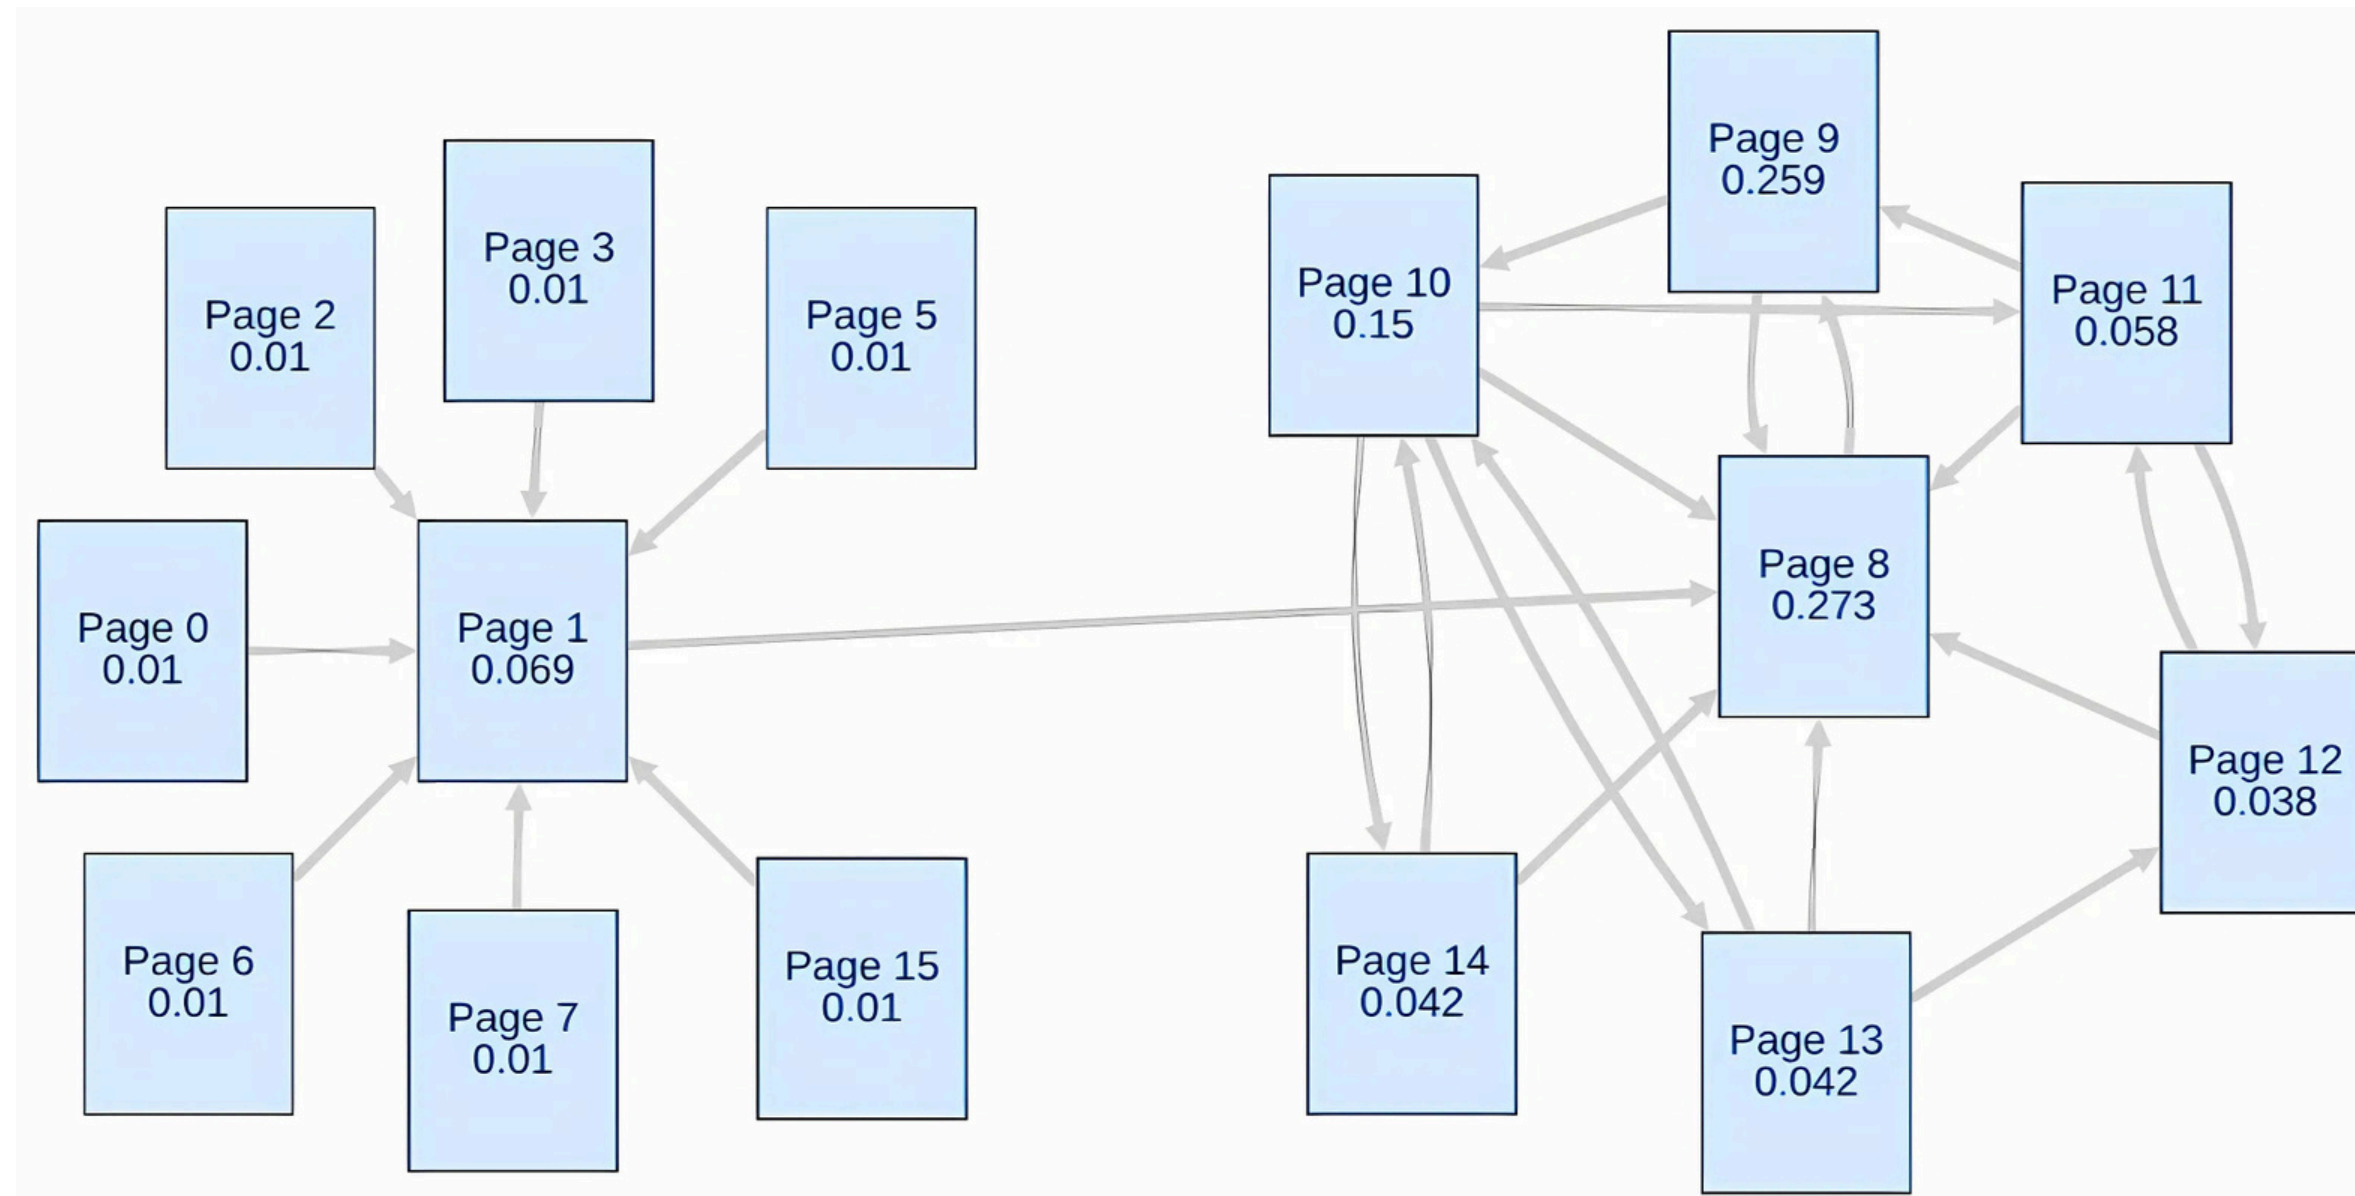 Page 9
0.259
Page 3
0.01
Page 10
0.15
Page 11
0.058
Page 2
0.01
Page 5
0.01
Page 8
0.273
Page 0
0.01
Page 1
0.069
Page 12
0.038
Page 6
0.01
Page 7
0.01
Page 15
0.01
Page 14
0.042
Page 13
0.042